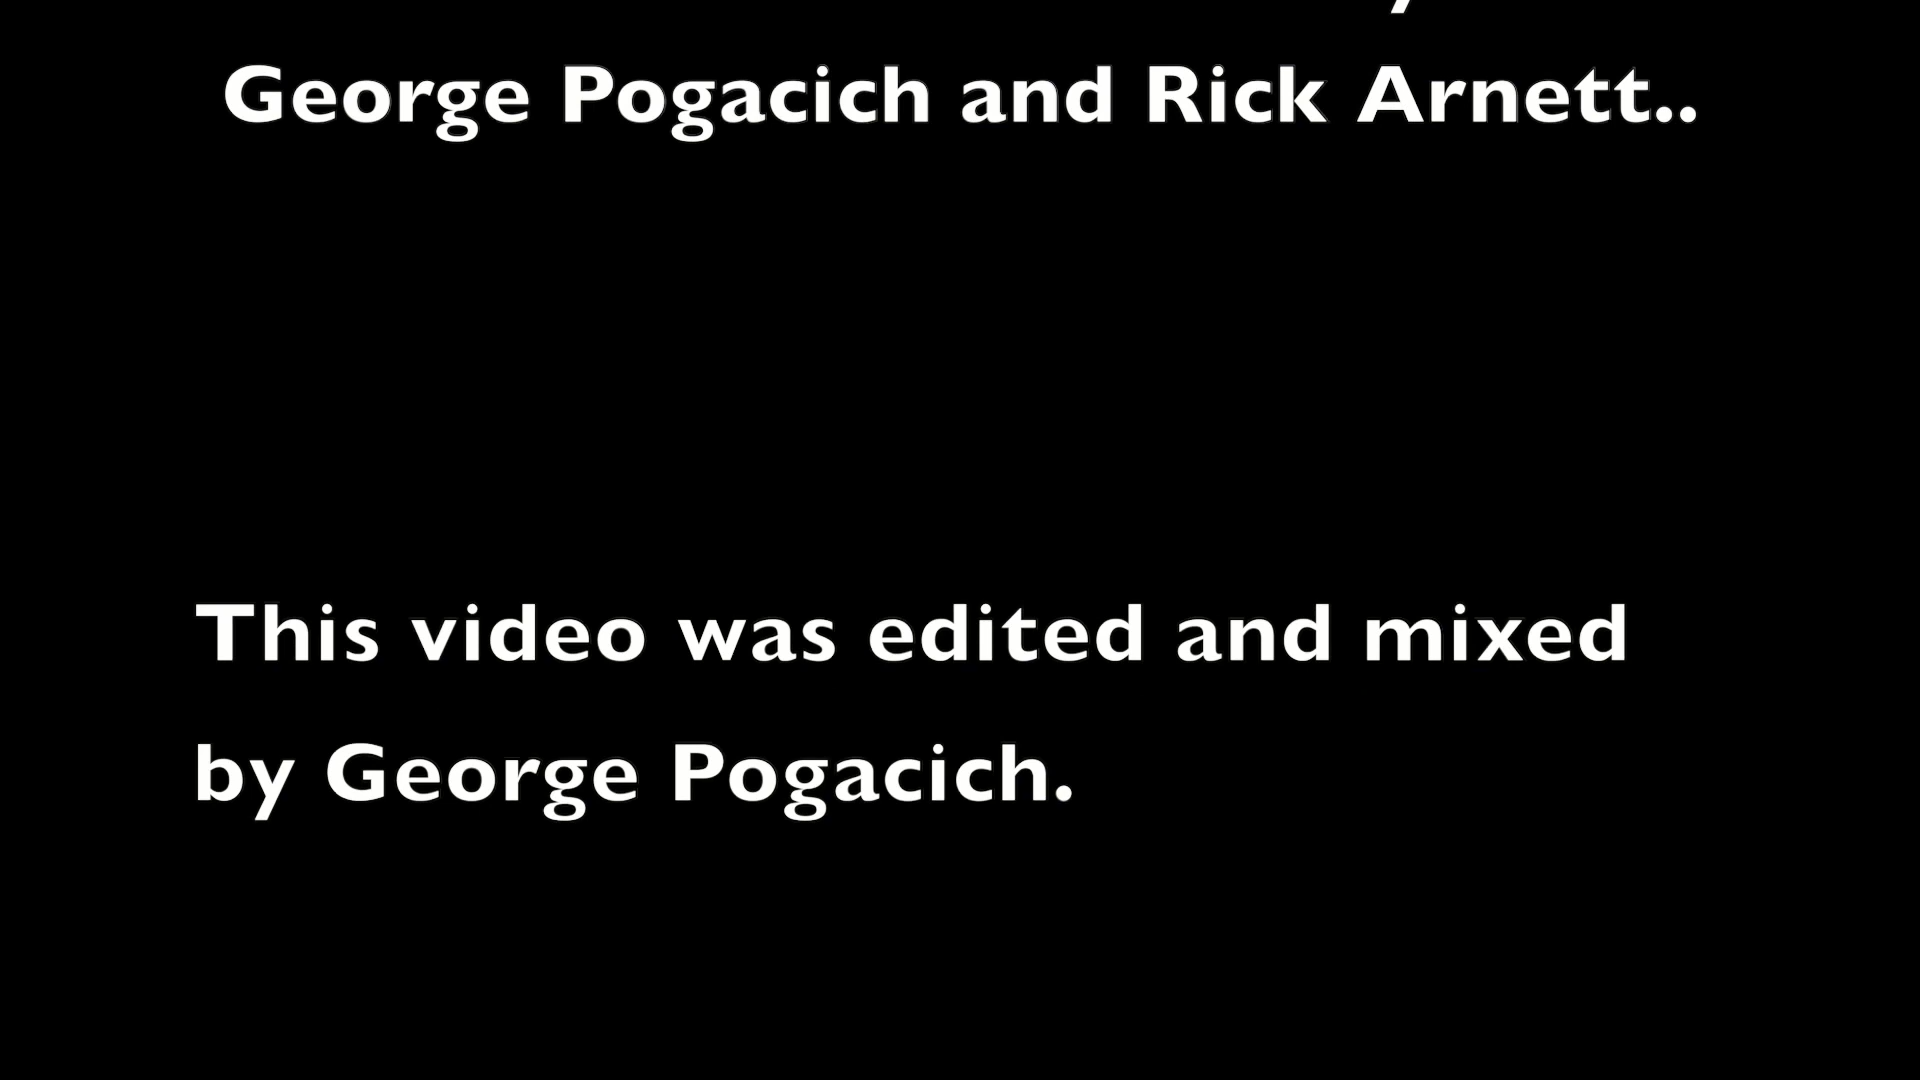 George Pogacich and Rick Arnett..
This video was edited and mixed
by George Pogacich.